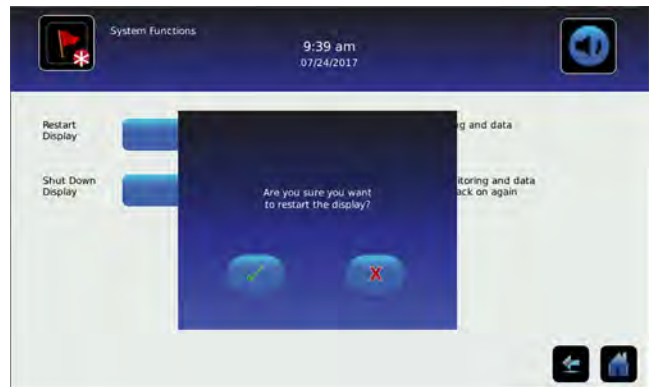 System Functions
9:39 am
07/24/2017
Restart
Display
and data
Shut Down
Display
itoring and data
ack on again
Are you sure you want
to restart the display?
X